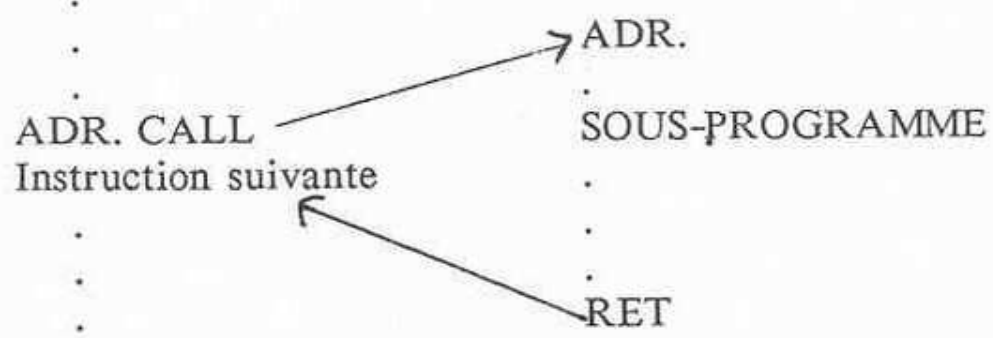 ADR.
ADR. CALL
SOUS-PROGRAMME
Instruction suivante
RET